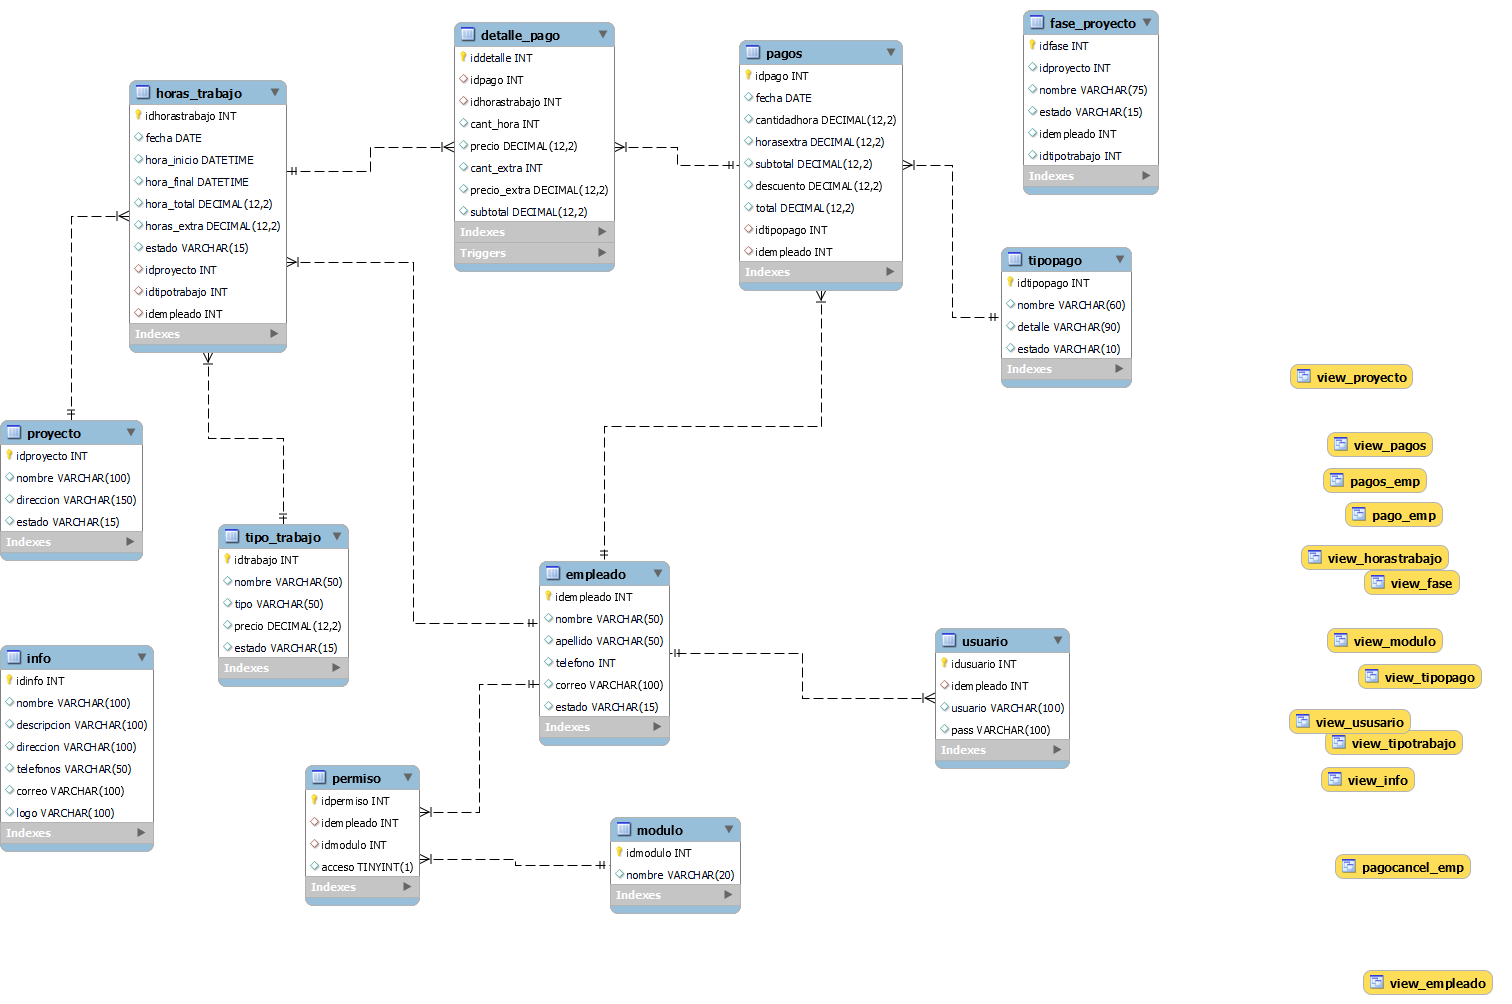 detalle_pago
iddetalle INT
idpago INT
idhorastrabajo INT
cant_hora INT
precio DECIMAL(12,2)
cant_extra INT
precio_extra DECIMAL(12,2)
subtotal DECIMAL(12,2)
Indexes
Triggers
pagos
idpago INT
fecha DATE
cantidadhora DECIMAL(12,2)
horasextra DECIMAL(12,2)
subtotal DECIMAL(12,2)
descuento DECIMAL(12,2)
total DECIMAL(12,2)
idtipopago INT
idempleado INT
Indexes
fase_proyecto
idfase INT
idproyecto INT
nombre VARCHAR(75)
estado VARCHAR(15)
idempleado INT
idtipotrabajo INT
Indexes
horas_trabajo
idhorastrabajo INT
fecha DATE
hora_inicio DATETIME
hora_final DATETIME
hora_total DECIMAL(12,2)
horas_extra DECIMAL(12,2)
estado VARCHAR(15)
idproyecto INT
idtipotrabajo INT
idempleado INT
Indexes
tipopago
idtipopago INT
nombre VARCHAR(60)
detalle VARCHAR(90)
estado VARCHAR(10)
Indexes
proyecto
idproyecto INT
nombre VARCHAR(100)
direccion VARCHAR(150)
estado VARCHAR(15)
Indexes
tipo_trabajo
idtrabajo INT
nombre VARCHAR(50)
tipo VARCHAR(50)
precio DECIMAL(12,2)
estado VARCHAR(15)
Indexes
empleado
idempleado INT
nombre VARCHAR(50)
apellido VARCHAR(50)
telefono INT
correo VARCHAR(100)
estado VARCHAR(15)
Indexes
usuario
idusuario INT
idempleado INT
usuario VARCHAR(100)
pass VARCHAR(100)
Indexes
info
idinfo INT
nombre VARCHAR(100)
descripcion VARCHAR(100)
direccion VARCHAR(100)
telefonos VARCHAR(50)
correo VARCHAR(100)
logo VARCHAR(100)
Indexes
permiso
idpermiso INT
idempleado INT
idmodulo INT
acceso TINYINT(1)
Indexes
modulo
idmodulo INT
nombre VARCHAR(20)
Indexes
view_proyecto
view_pagos
pagos_emp
pago_emp
view_horastrabajo
view_fase
view_modulo
view_tipopago
view_ususario
view_tipotrabajo
view_info
pagocancel_emp
view_empleado